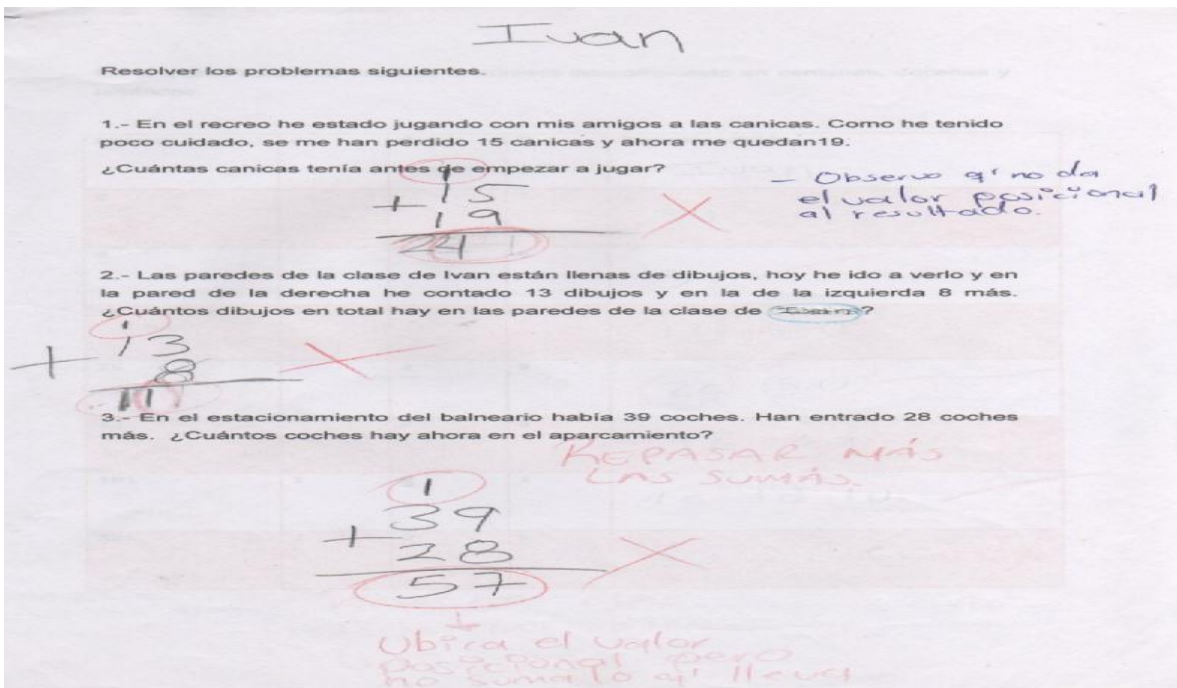 Ivan
Resolver los problemas siguientes.
1.- En el recreo he estado jugando con mis amigos a las canicas. Como he tenido
poco cuidado, se me han perdido 15 canicas y ahora me quedan19.
¿Cuántas canicas tenía antes de empezar a jugar?
1
+ 15
19
- Observo q' no da
el valor posicional
al resultado.
2.- Las paredes de la clase de Ivan están llenas de dibujos, hoy he ido a verlo y en
la pared de la derecha he contado 13 dibujos y en la de la izquierda 8 más.
¿Cuántos dibujos en total hay en las paredes de la clase de ?
1
+ 13
8
11
3.- En el estacionamiento del balneario había 39 coches. Han entrado 28 coches
más. ¿Cuántos coches hay ahora en el aparcamiento?
REPASAR MÁS
LAS SUMAS.
1
39
+ 28
57
Ubica el valor
posicional pero
no suma lo q' lleva